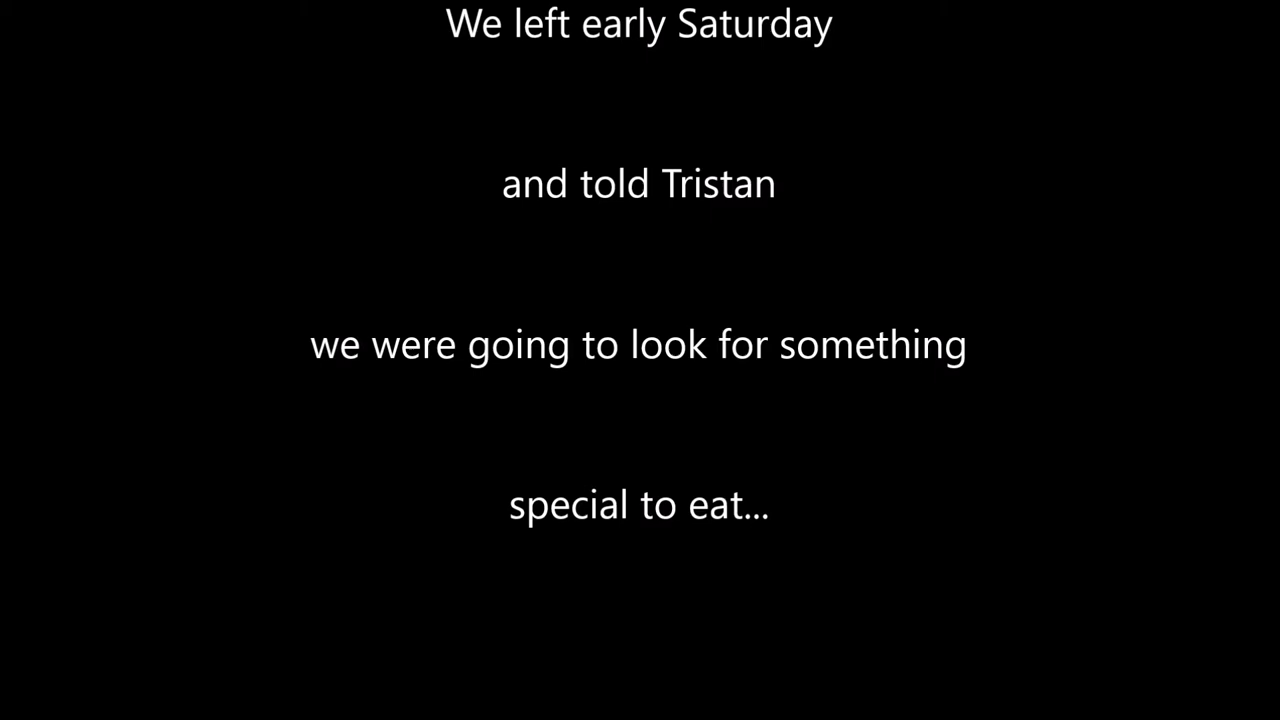 We left early Saturday
and told Tristan
we were going to look for something
special to eat...